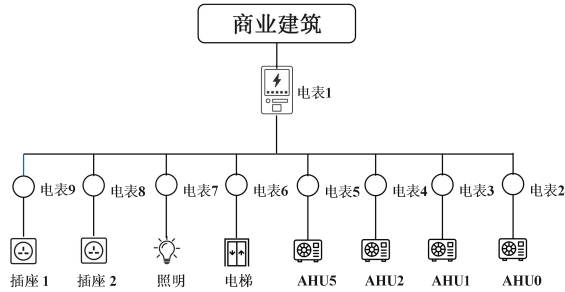 商业建筑
电表1
电表9 电表8 电表7 电表6 电表5 电表4 电表3 电表2
插座 1 插座 2 照明 电梯 AHU5 AHU2 AHU1 AHU0